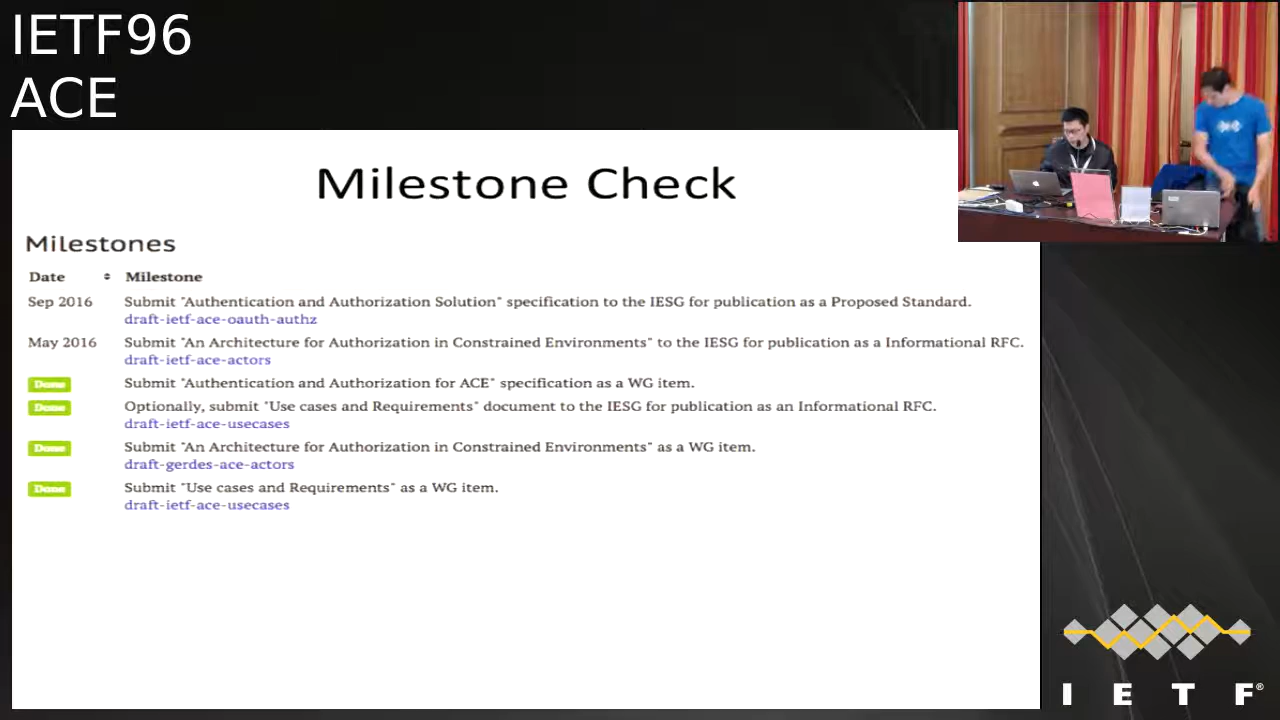 IETF96
ACE
Milestone Check
Milestones
Date Milestone
Sep 2016 Submit "Authentication and Authorization Solution" specification to the IESG for publication as a Proposed Standard.
draft-ietf-ace-oauth-authz
May 2016 Submit "An Architecture for Authorization in Constrained Environments" to the IESG for publication as a Informational RFC.
draft-ietf-ace-actors
Done Submit "Authentication and Authorization for ACE" specification as a WG item.
Done Optionally, submit "Use cases and Requirements" document to the IESG for publication as an Informational RFC.
draft-ietf-ace-usecases
Done Submit "An Architecture for Authorization in Constrained Environments" as a WG item.
draft-gerdes-ace-actors
Done Submit "Use cases and Requirements" as a WG item.
draft-ietf-ace-usecases
I E T F®